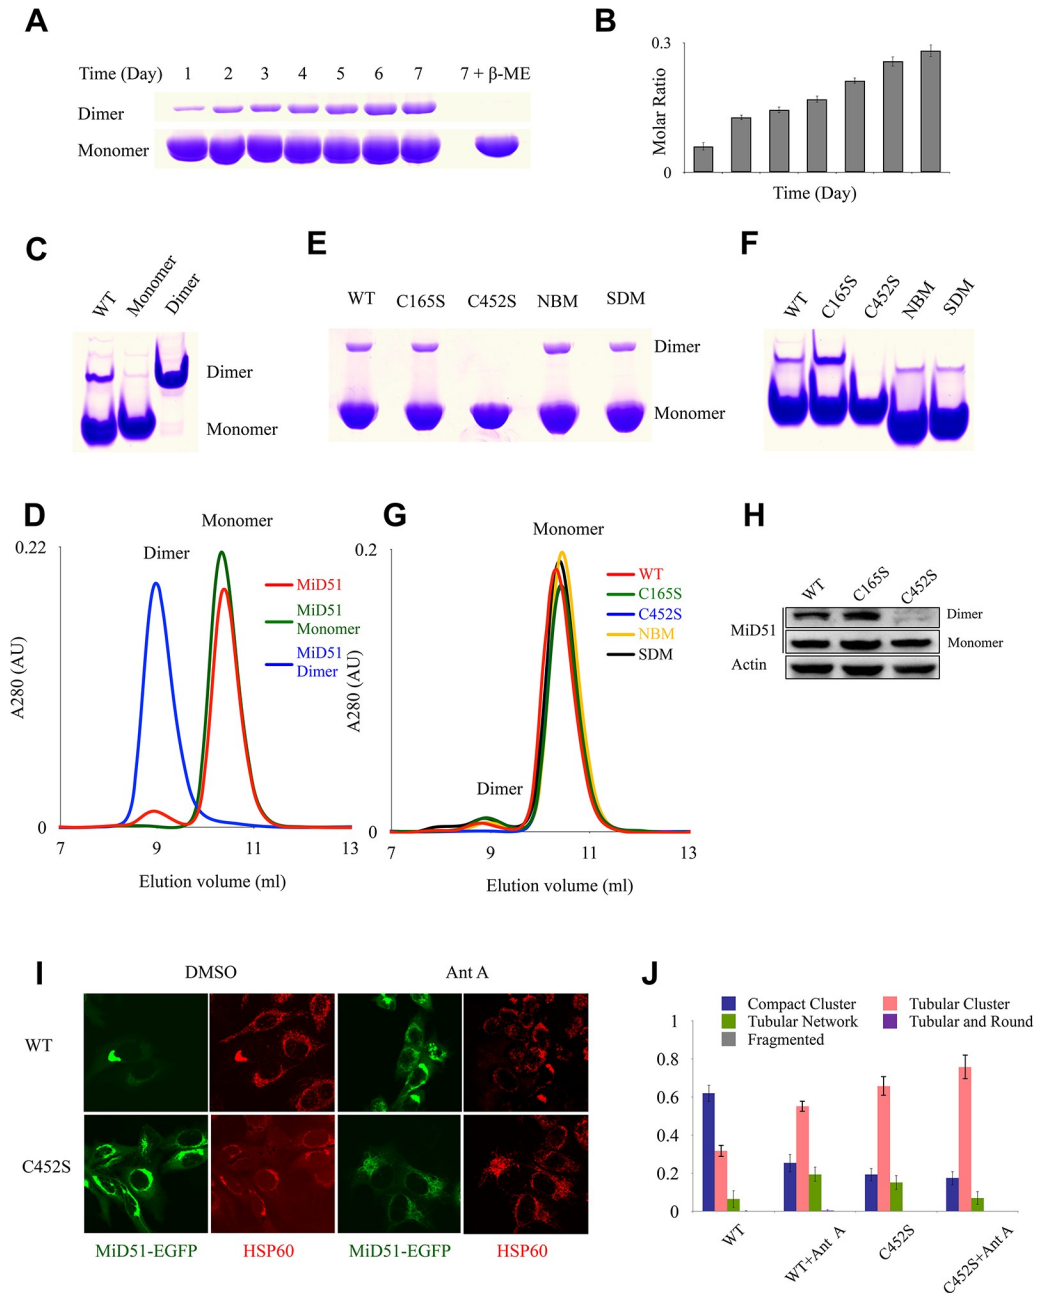 A
Time (Day) 1 2 3 4 5 6 7 7 + β-ME
Dimer
Monomer
B
0.3
Molar Ratio
0
Time (Day)
C
WT Monomer Dimer
Dimer
Monomer
E
WT C165S C452S NBM SDM
Dimer
Monomer
F
WT C165S C452S NBM SDM
D
Monomer
Dimer
0.22
A280 (AU)
0
MiD51
MiD51
Monomer
MiD51
Dimer
7 9 11 13
Elution volume (ml)
G
Monomer
Dimer
0.2
A280 (AU)
0
WT
C165S
C452S
NBM
SDM
7 9 11 13
Elution volume (ml)
H
WT C165S C452S
MiD51
Dimer
Monomer
Actin
I
DMSO Ant A
WT
C452S
MiD51-EGFP HSP60 MiD51-EGFP HSP60
J
Compact Cluster Tubular Cluster
Tubular Network Tubular and Round
Fragmented
1
0.8
0.6
0.4
0.2
0
WT WT+Ant A C452S C452S+Ant A